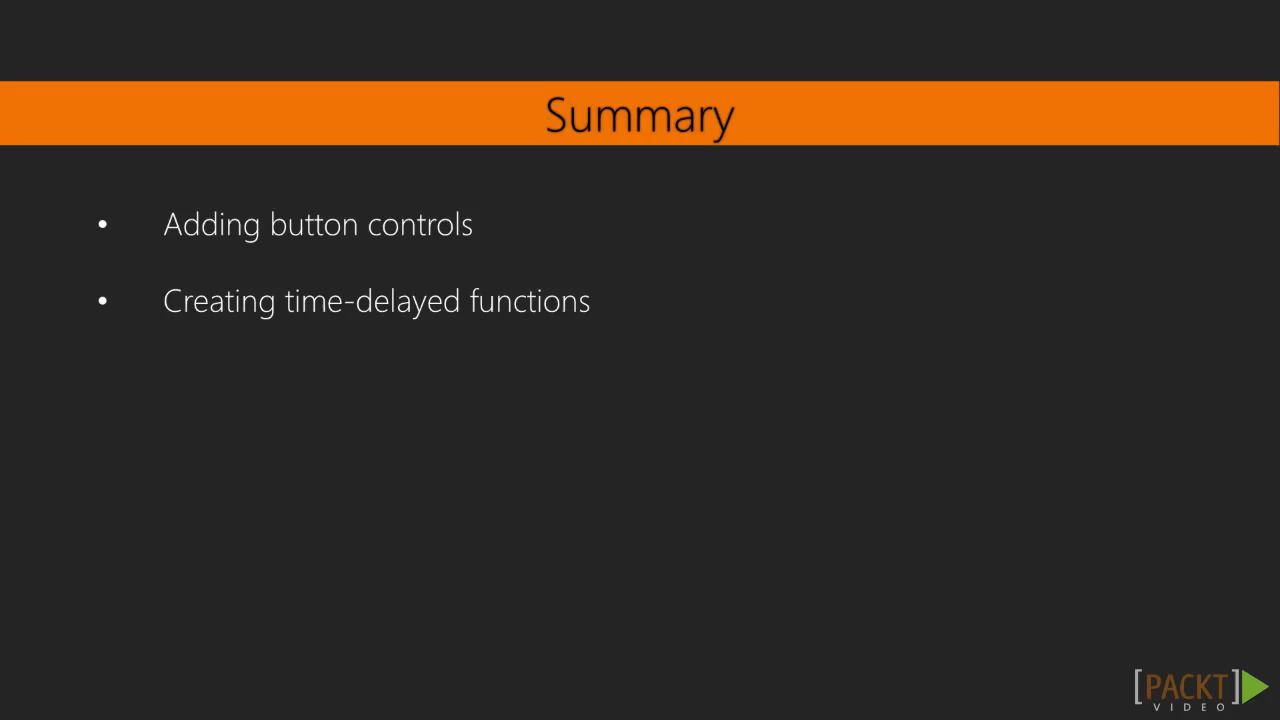 Summary
• Adding button controls
• Creating time-delayed functions
[PACKT]
VIDEO